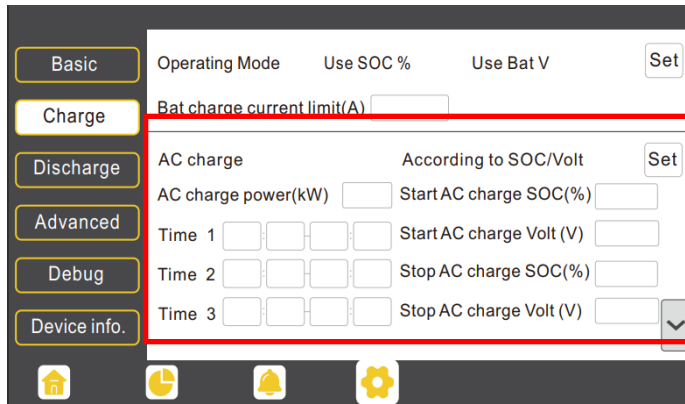 Basic
Charge
Discharge
Advanced
Debug
Device info.
Operating Mode Use SOC % Use Bat V Set
Bat charge current limit(A)
AC charge According to SOC/Volt Set
AC charge power(kW) Start AC charge SOC(%)
Time 1 : - : Start AC charge Volt (V)
Time 2 : - : Stop AC charge SOC(%)
Time 3 : - : Stop AC charge Volt (V)